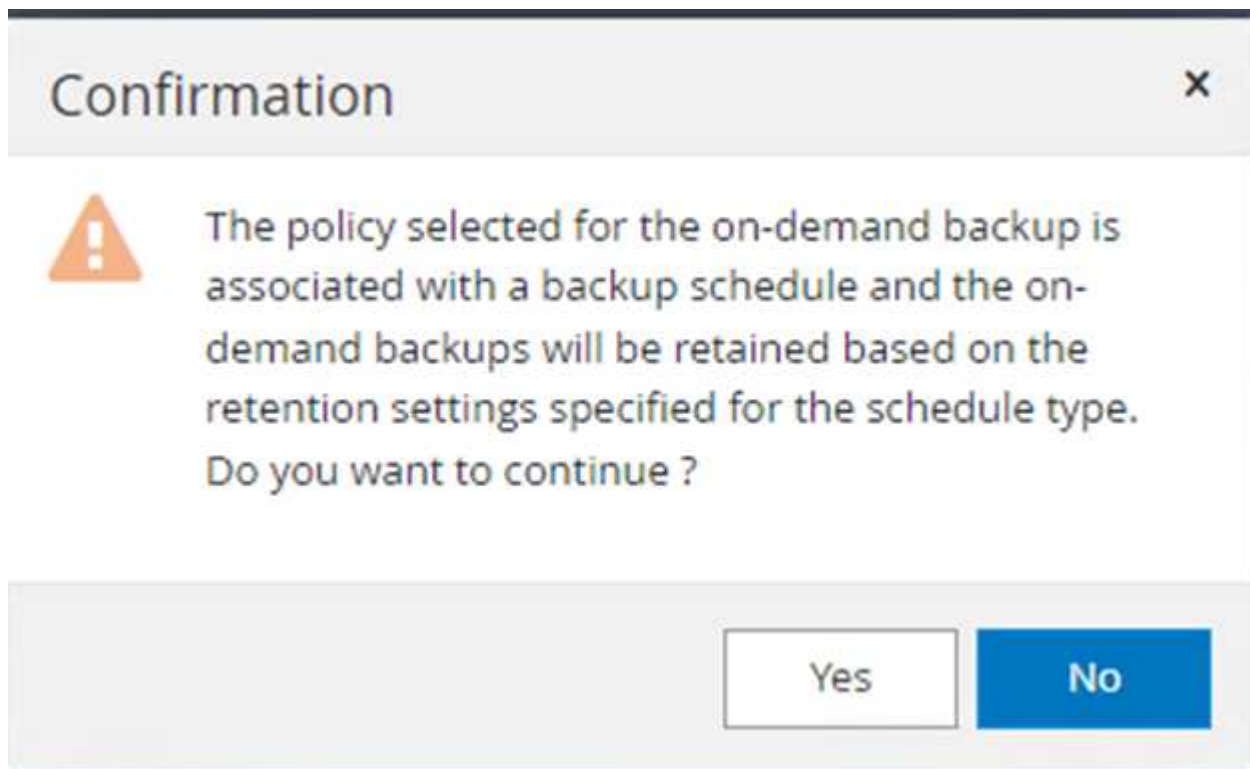 Confirmation ×
The policy selected for the on-demand backup is
associated with a backup schedule and the on-
demand backups will be retained based on the
retention settings specified for the schedule type.
Do you want to continue ?
Yes No